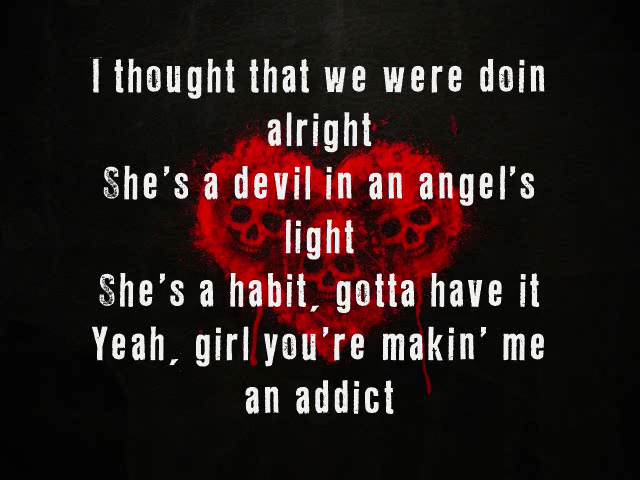 I thought that we were doin
alright
She's a devil in an angel's
light
She's a habit, gotta have it
Yeah, girl you're makin' me
an addict